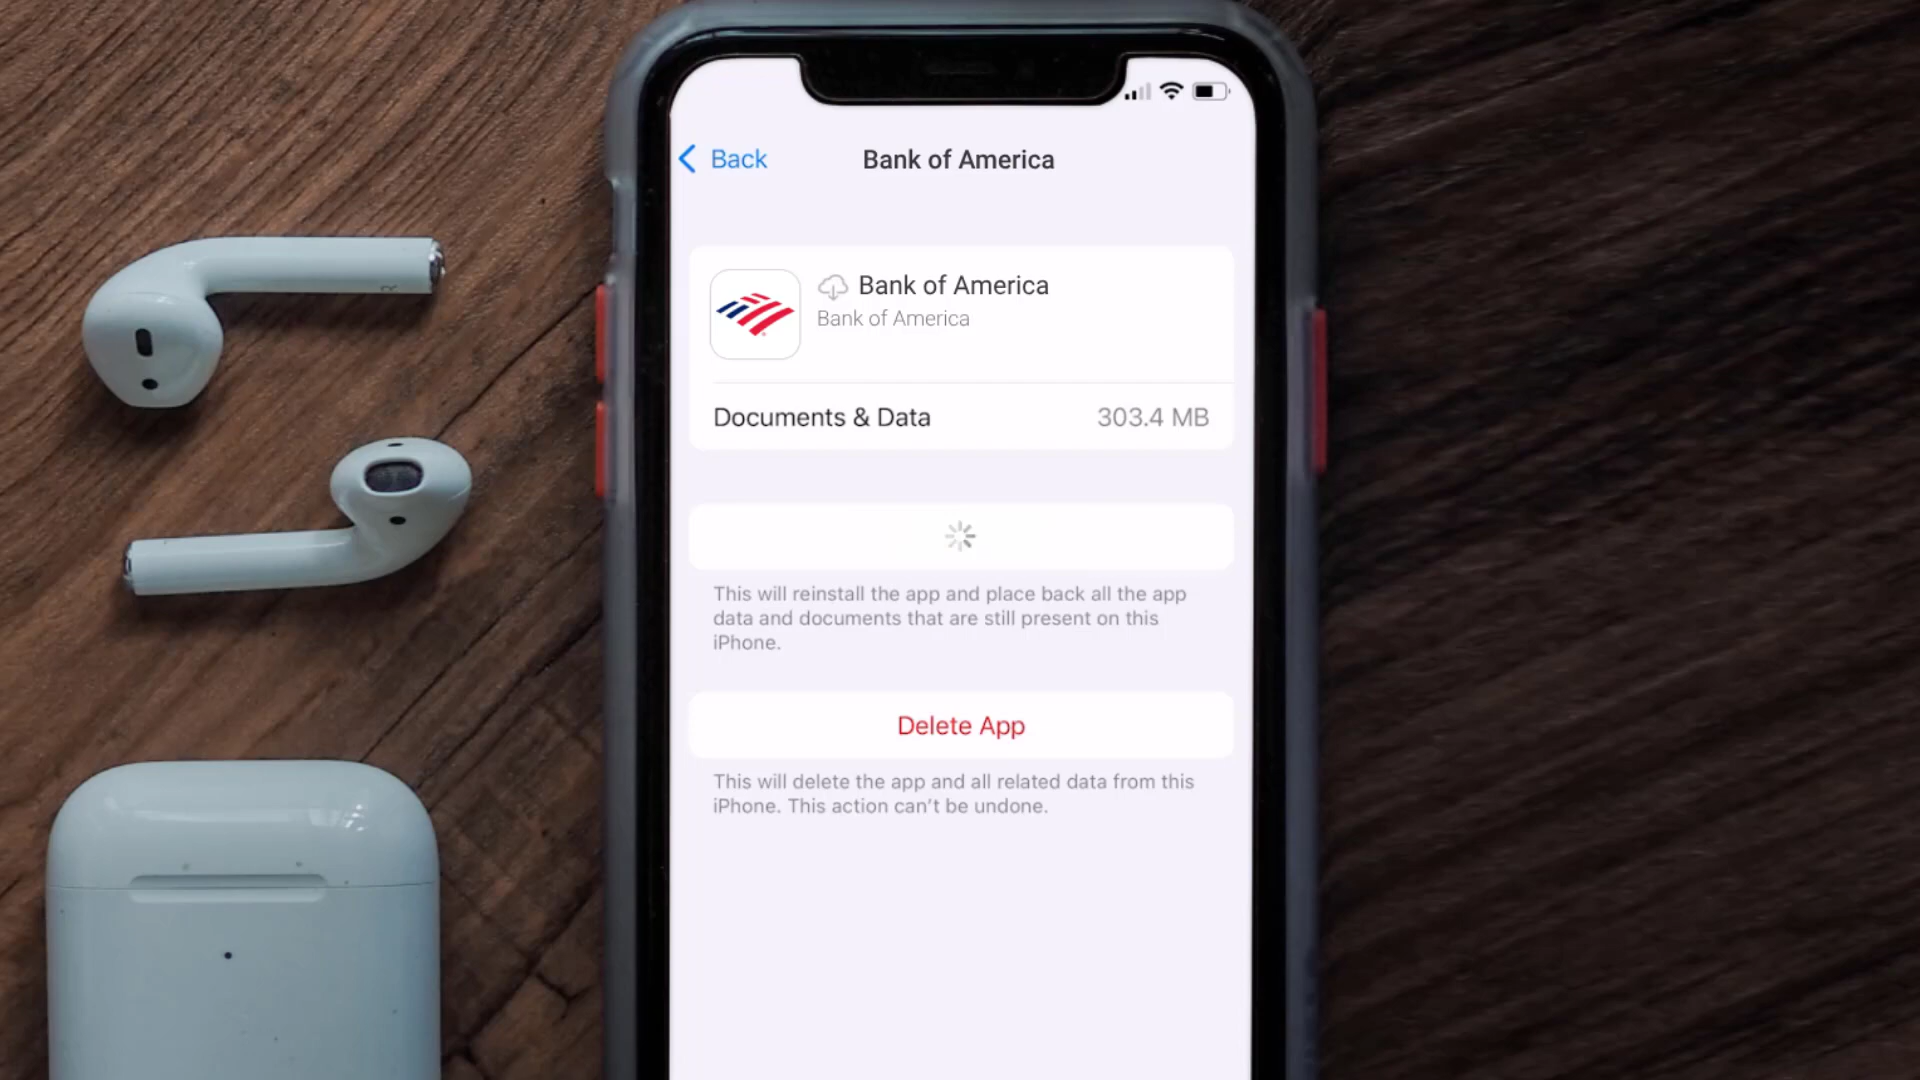 Back
Bank of America
Bank of America
Bank of America
Documents & Data
303.4 MB
This will reinstall the app and place back all the app
data and documents that are still present on this
iPhone.
Delete App
This will delete the app and all related data from this
iPhone. This action can't be undone.
R